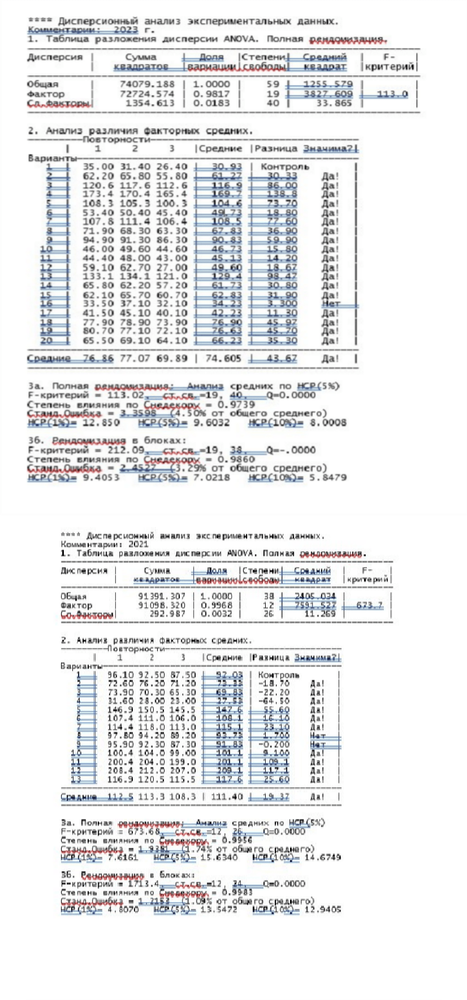 **** Дисперсионный анализ экспериментальных данных.
Комментарии: 2023 г.
1. Таблица разложения дисперсии ANOVA. Полная рендомизация.
Дисперсия | Сумма | Доля |Степени| Средний | F- |
| квадратов |вариации|свободы| квадрат |критерий|
Общая 74079.188 | 1.0000 | 59 | 1255.579 | |
Фактор 72724.574 | 0.9817 | 19 | 3827.609 | 113.0 |
Сл.факторы| 1354.613 | 0.0183 | 40 | 33.865 | |
2. Анализ различия факторных средних.
Повторности
| 1 2 3 |Средние |Разница Значима?|
Варианты
1 | 35.00 31.40 26.40 | 30.93 | Контроль |
2 | 62.20 65.80 55.80 | 61.27 | 30.33 Да! |
3 | 120.6 117.6 112.6 | 116.9 | 86.00 Да! |
4 | 173.4 170.4 165.4 | 169.7 | 138.8 Да! |
5 | 108.3 105.3 100.3 | 104.6 | 73.70 Да! |
6 | 53.40 50.40 45.40 | 49.73 | 18.80 Да! |
7 | 107.8 111.4 106.4 | 108.5 | 77.60 Да! |
8 | 71.90 68.30 63.30 | 67.83 | 36.90 Да! |
9 | 94.90 91.30 86.30 | 90.83 | 59.90 Да! |
10 | 46.00 49.60 44.60 | 46.73 | 15.80 Да! |
11 | 44.40 48.00 43.00 | 45.13 | 14.20 Да! |
12 | 59.10 62.70 27.00 | 49.60 | 18.67 Да! |
13 | 133.1 134.1 121.0 | 129.4 | 98.47 Да! |
14 | 65.80 62.20 57.20 | 61.73 | 30.80 Да! |
15 | 62.10 65.70 60.70 | 62.83 | 31.90 Да! |
16 | 33.50 37.10 32.10 | 34.23 | 3.300 Нет |
17 | 41.50 45.10 40.10 | 42.23 | 11.30 Да! |
18 | 77.90 78.90 73.90 | 76.90 | 45.97 Да! |
19 | 80.70 77.10 72.10 | 76.63 | 45.70 Да! |
20 | 65.50 69.10 64.10 | 66.23 | 35.30 Да! |
Средние 76.86 77.07 69.89 | 74.605 | 43.67 Да! |
3а. Полная рендомизация: Анализ средних по НСР(5%)
F-критерий = 113.02, ст.св.=19, 40, Q=0.0000
Степень влияния по Снедекору = 0.9739
Станд.Ошибка = 3.3598 (4.50% от общего среднего)
НСР(1%)= 12.850 НСР(5%)= 9.6032 НСР(10%)= 8.0008
3б. Рендомизация в блоках:
F-критерий = 212.09, ст.св.=19, 38, Q=-.0000
Степень влияния по Снедекору = 0.9860
Станд.Ошибка = 2.4527 (3.29% от общего среднего)
НСР(1%)= 9.4053 НСР(5%)= 7.0218 НСР(10%)= 5.8479
**** Дисперсионный анализ экспериментальных данных.
Комментарии: 2021
1. Таблица разложения дисперсии ANOVA. Полная рендомизация.
Дисперсия | Сумма | Доля |Степени| Средний | F- |
| квадратов |вариации|свободы| квадрат |критерий|
Общая | 91391.307 | 1.0000 | 38 | 2405.034 | |
Фактор | 91098.320 | 0.9968 | 12 | 7591.527 | 673.7 |
Сл.Факторы| 292.987 | 0.0032 | 26 | 11.269 | |
2. Анализ различия факторных средних.
Повторности
| 1 2 3 |Средние |Разница Значима?|
Варианты
1 | 96.10 92.50 87.50 | 92.03 | Контроль |
2 | 72.60 76.20 71.20 | 73.33 | -18.70 Да! |
3 | 73.90 70.30 65.30 | 69.83 | -22.20 Да! |
4 | 31.60 28.00 23.00 | 27.53 | -64.50 Да! |
5 | 146.9 150.5 145.5 | 147.6 | 55.60 Да! |
6 | 107.4 111.0 106.0 | 108.1 | 16.10 Да! |
7 | 114.4 118.0 113.0 | 115.1 | 23.10 Да! |
8 | 97.80 94.20 89.20 | 93.73 | 1.700 Нет |
9 | 95.90 92.30 87.30 | 91.83 | -0.200 Нет |
10 | 100.4 104.0 99.00 | 101.1 | 9.100 Да! |
11 | 200.4 204.0 199.0 | 201.1 | 109.1 Да! |
12 | 208.4 212.0 207.0 | 209.1 | 117.1 Да! |
13 | 116.9 120.5 115.5 | 117.6 | 25.60 Да! |
Средние 112.5 113.3 108.3 | 111.40 | 19.37 Да! |
3а. Полная рендомизация: Анализ средних по НСР(5%)
F-критерий = 673.68, ст.св.=12, 26, Q=0.0000
Степень влияния по Снедекору = 0.9956
Станд.Ошибка = 1.9381 (1.74% от общего среднего)
НСР(1%)= 7.6161 НСР(5%)= 15.6340 НСР(10%)= 14.6749
3б. Рендомизация в блоках:
F-критерий = 1713.4, ст.св.=12, 24, Q=0.0000
Степень влияния по Снедекору = 0.9983
Станд.Ошибка = 1.2153 (1.09% от общего среднего)
НСР(1%)= 4.8070 НСР(5%)= 13.5472 НСР(10%)= 12.9405